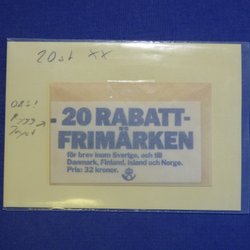 20 st xx
OBS!
- 20 RABATT-
FRIMÄRKEN
för brev inom Sverige, och till
Danmark, Finland, Island och Norge.
Pris: 32 kronor.